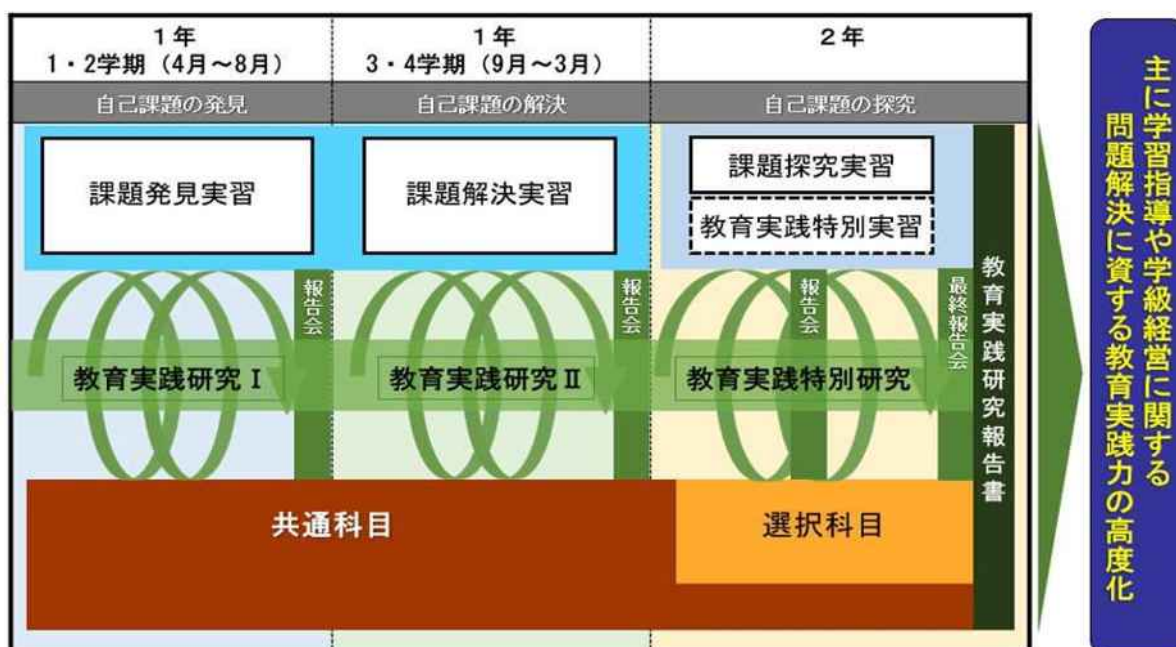 1年
1・2学期（4月～8月）
1年
3・4学期（9月～3月）
2年
自己課題の発見
自己課題の解決
自己課題の探究
課題発見実習
課題解決実習
課題探究実習
教育実践特別実習
報告会
報告会
報告会
最終報告会
教育実践研究Ⅰ
教育実践研究Ⅱ
教育実践特別研究
教育実践研究報告書
共通科目
選択科目
主に学習指導や学級経営に関する
問題解決に資する教育実践力の高度化